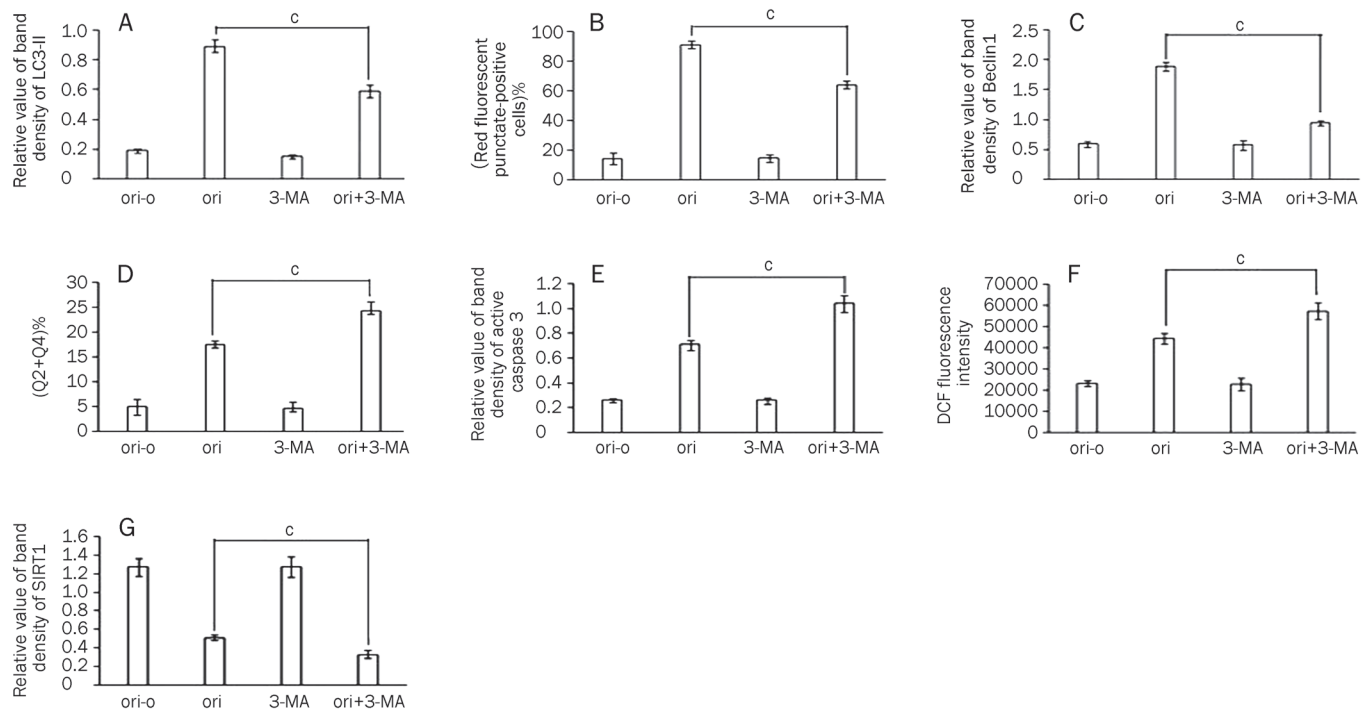 A
c
Relative value of band
density of LC3-II
1.0
0.8
0.6
0.4
0.2
0
ori-o ori 3-MA ori+3-MA
B
c
(Red fluorescent
punctate-positive
cells)%
100
80
60
40
20
0
ori-o ori 3-MA ori+3-MA
C
c
Relative value of band
density of Beclin1
2.5
2.0
1.5
1.0
0.5
0
ori-o ori 3-MA ori+3-MA
D
c
(Q2+Q4)%
30
25
20
15
10
5
0
ori-o ori 3-MA ori+3-MA
E
c
Relative value of band
density of active
caspase 3
1.2
1.0
0.8
0.6
0.4
0.2
0
ori-o ori 3-MA ori+3-MA
F
c
DCF fluorescence
intensity
70000
60000
50000
40000
30000
20000
10000
0
ori-o ori 3-MA ori+3-MA
G
c
Relative value of band
density of SIRT1
1.6
1.4
1.2
1.0
0.8
0.6
0.4
0.2
0
ori-o ori 3-MA ori+3-MA